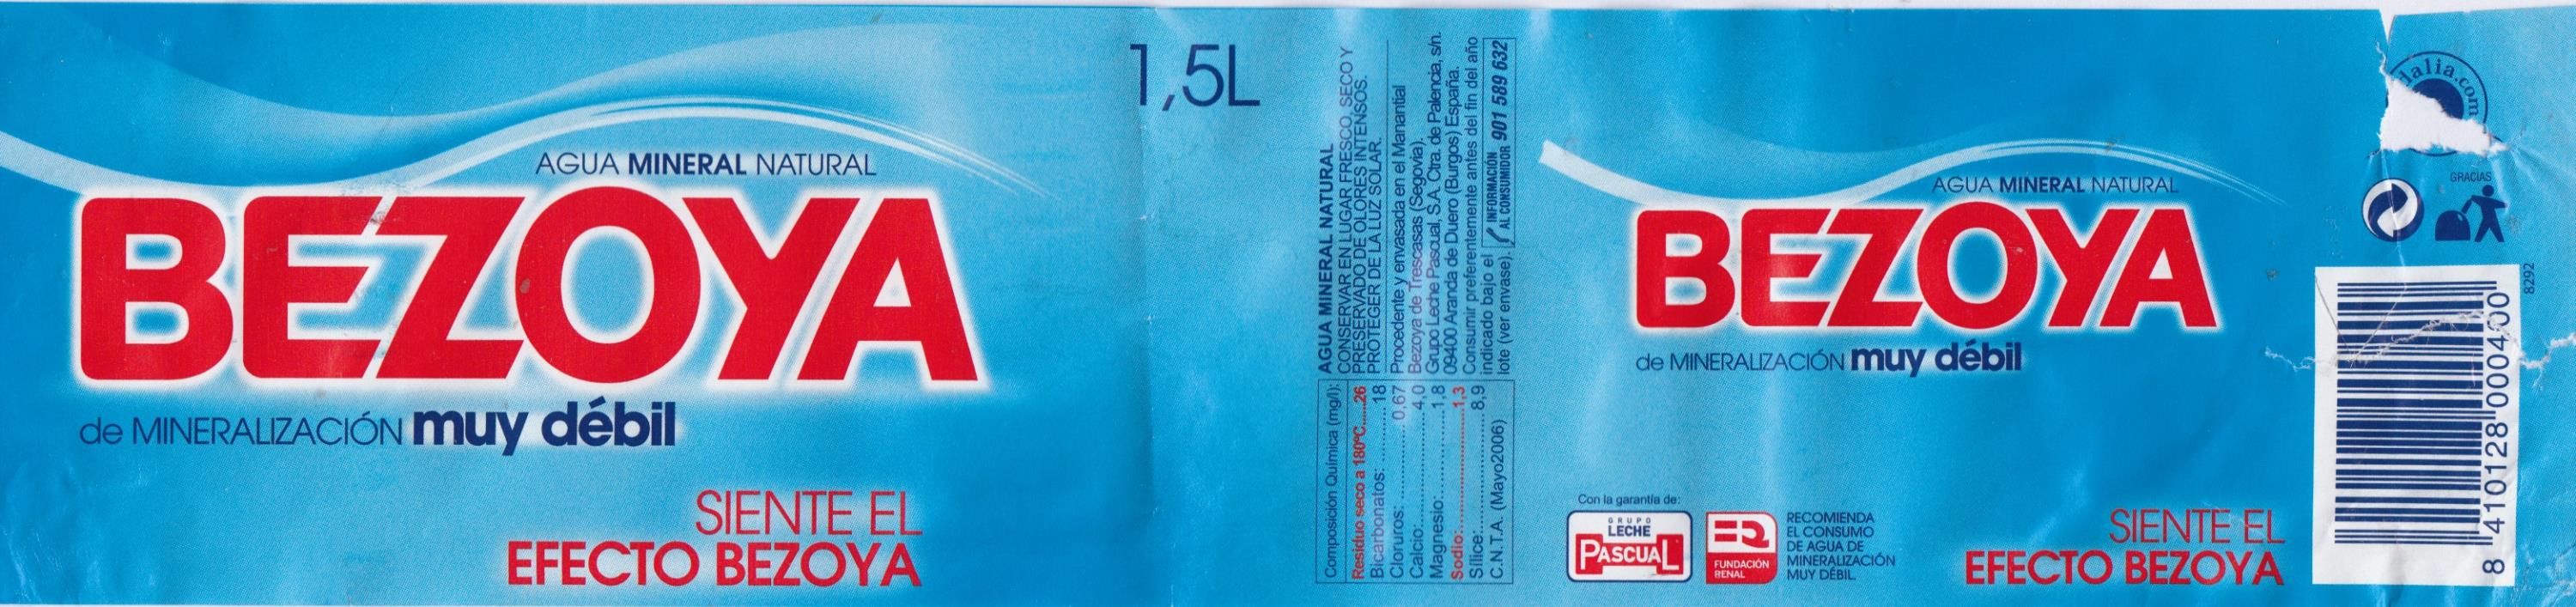 AGUA MINERAL NATURAL
BEZOYA
de MINERALIZACIÓN muy débil
SIENTE EL
EFECTO BEZOYA
1,5L
AGUA MINERAL NATURAL
CONSERVAR EN LUGAR FRESCO, SECO Y
PRESERVADO DE OLORES INTENSOS.
PROTEGER DE LA LUZ SOLAR.
Procedente y envasada en el Manantial
Bezoya de Trescasas (Segovia).
Grupo Leche Pascual, S.A. Ctra. de Palencia, s/n.
09400 Aranda de Duero (Burgos) España.
Consumir preferentemente antes del fin del año
indicado bajo el
lote (ver envase).
INFORMACIÓN
AL CONSUMIDOR 901 589 632
Composición Química (mg/l):
Residuo seco a 180ºC......26
Bicarbonatos: ............18
Cloruros: ............... 0,67
Calcio: ................. 4,0
Magnesio:............... 1,8
Sodio:.................. 1,3
Sílice................... 8,9
C.N.T.A. (Mayo2006)
AGUA MINERAL NATURAL
BEZOYA
de MINERALIZACIÓN muy débil
Con la garantía de:
GRUPO
LECHE
PASCUAL
FUNDACIÓN
RENAL
RECOMIENDA
EL CONSUMO
DE AGUA DE
MINERALIZACIÓN
MUY DÉBIL.
SIENTE EL
EFECTO BEZOYA
GRACIAS
8292
8 410128 000400